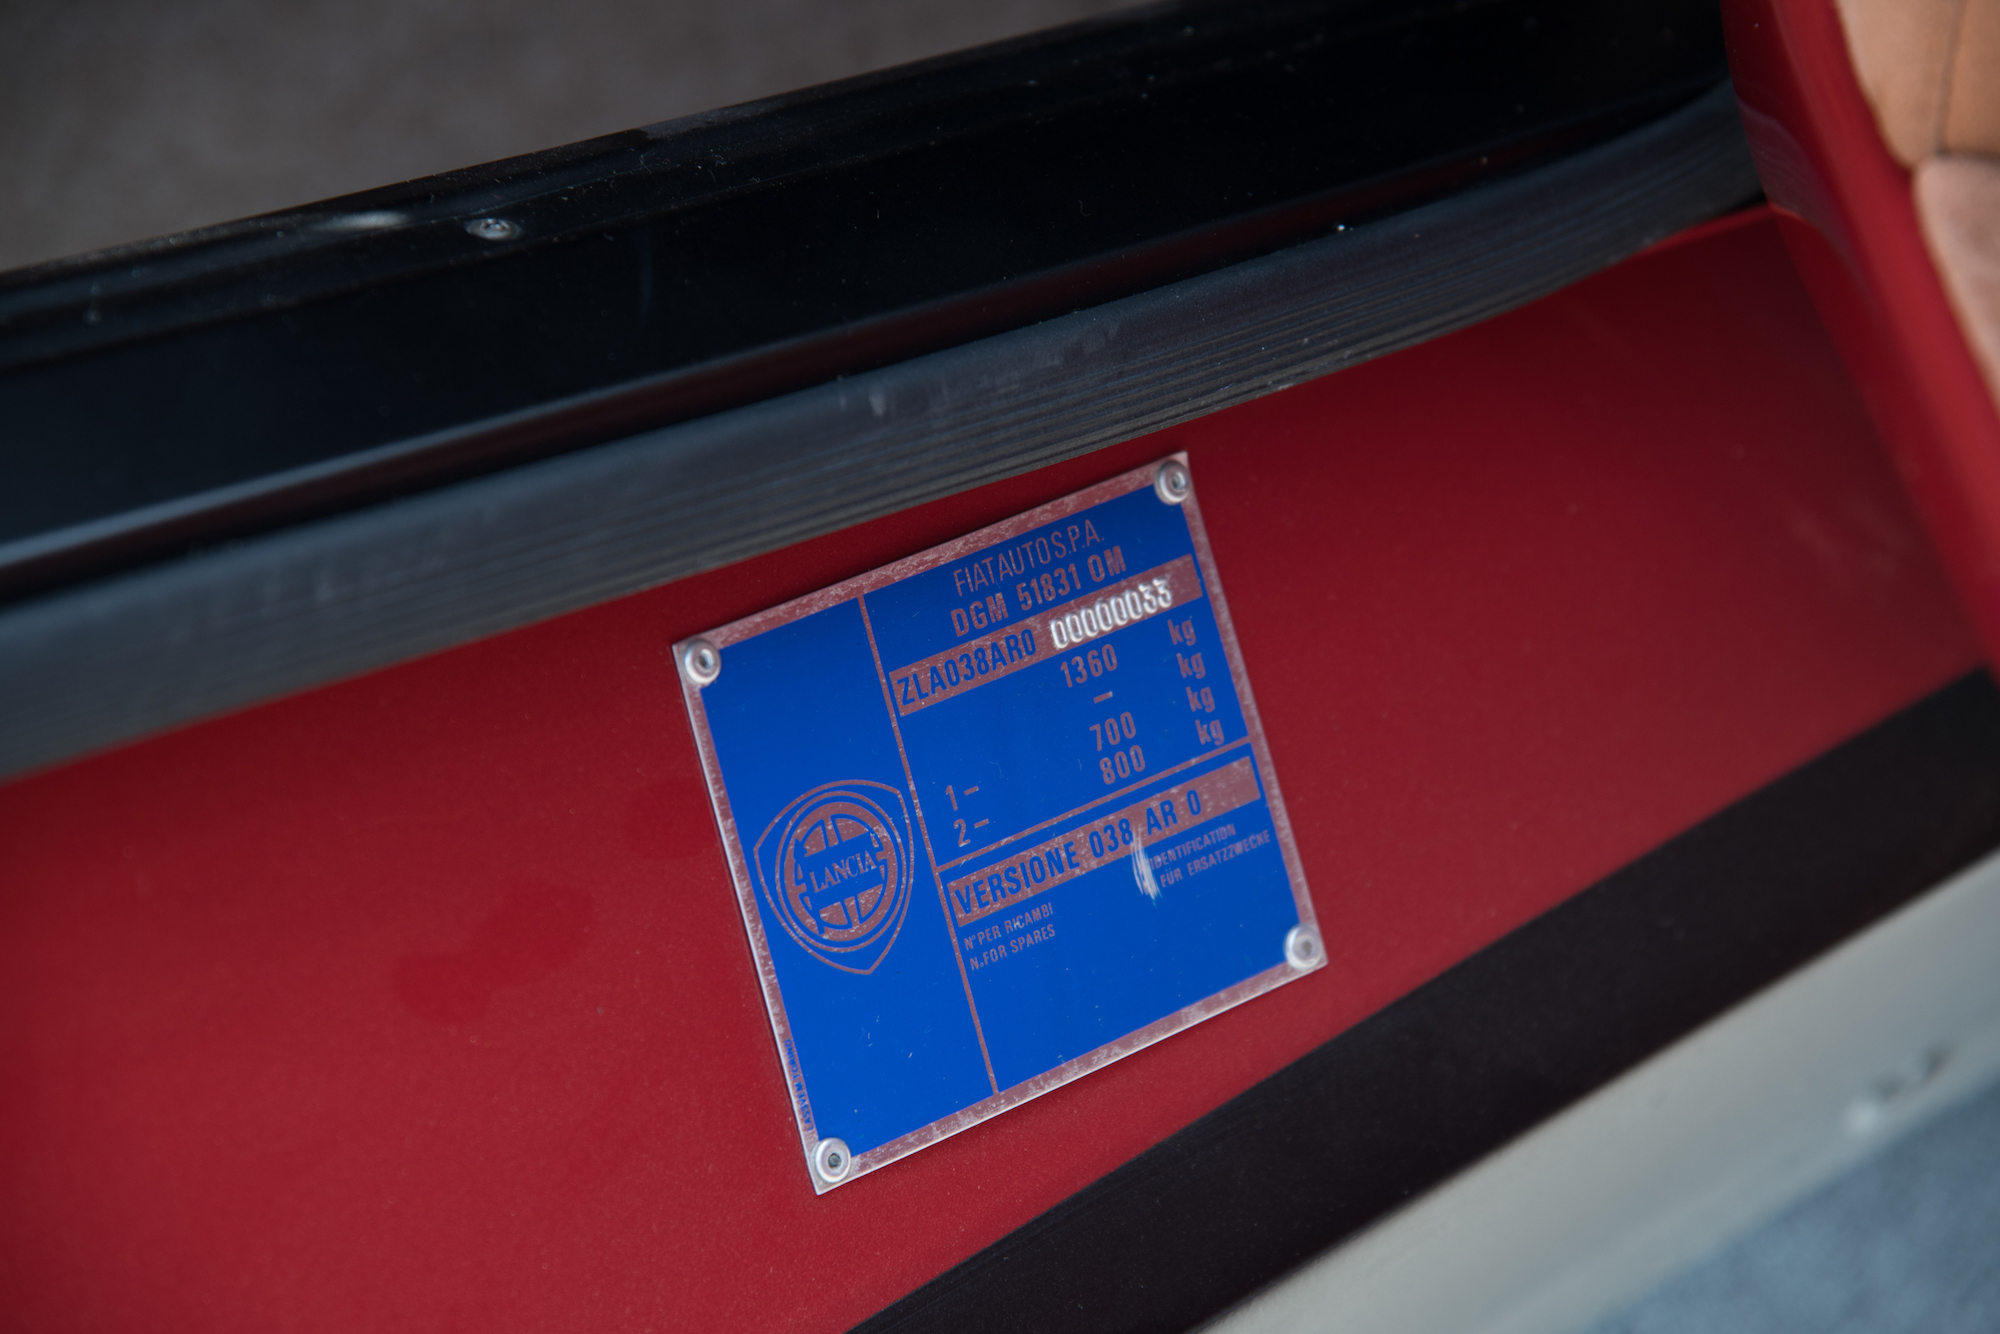 FIAT AUTO S.P.A.
DGM 51831 OM
ZLA038AR0 00000033
1360 kg
– kg
1– 700 kg
2– 800 kg
VERSIONE 038 AR 0
N° PER RICAMBI
N. FOR SPARES
IDENTIFICATION
FÜR ERSATZZWECKE
LANCIA